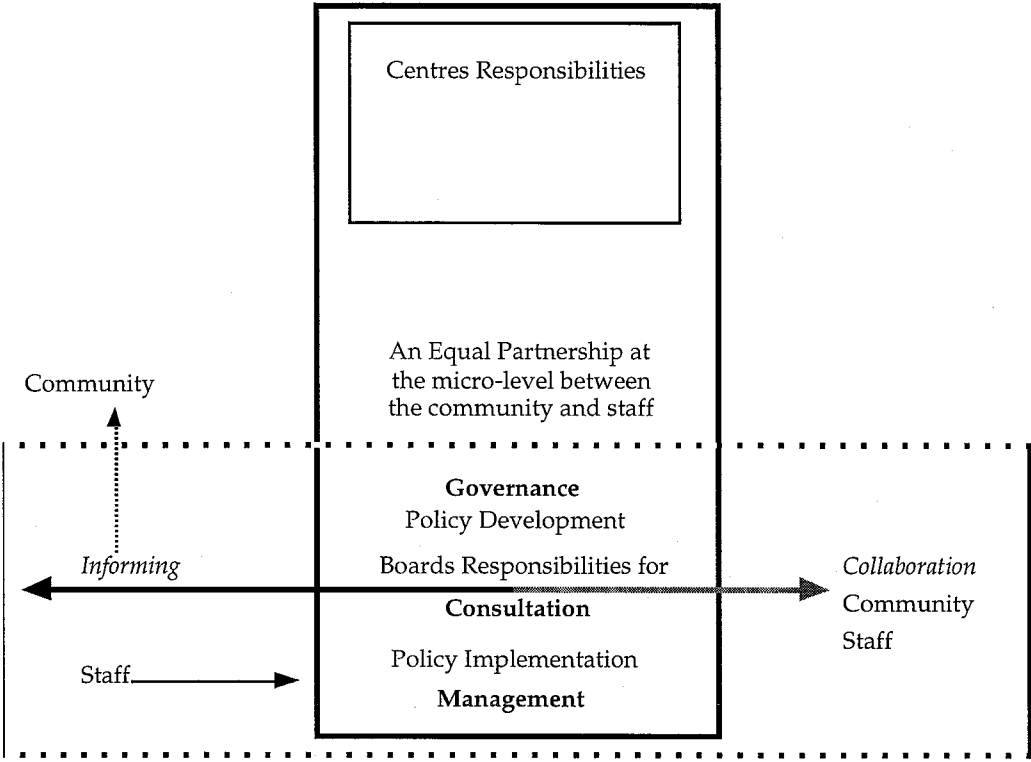 Centres Responsibilities
An Equal Partnership at
the micro-level between
the community and staff
Community
Governance
Policy Development
Informing
Boards Responsibilities for
Collaboration
Consultation
Community
Staff
Policy Implementation
Staff
Management